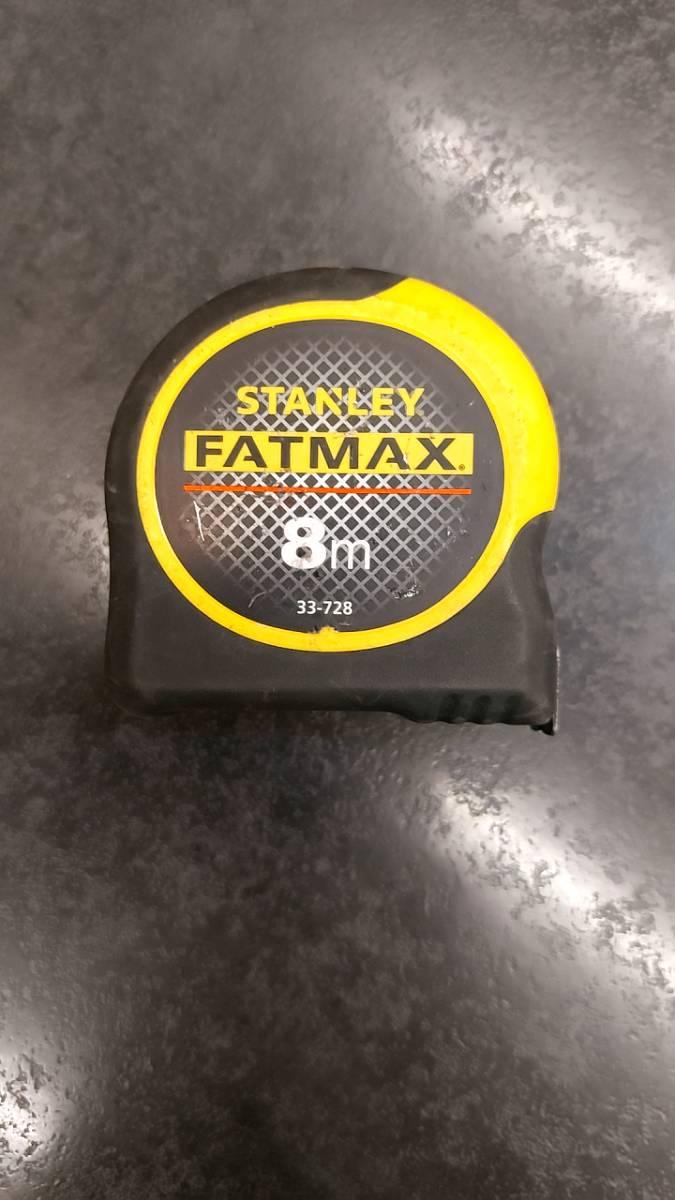 STANLEY
FATMAX®
8m
33-728